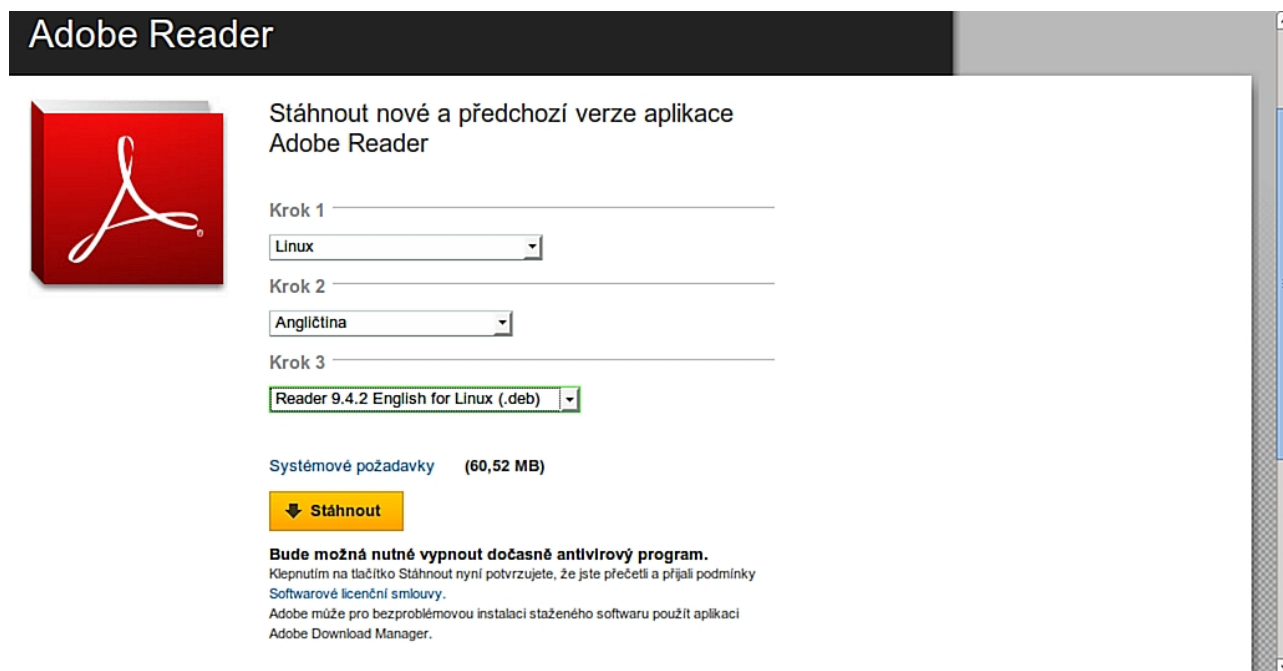 Adobe Reader
Stáhnout nové a předchozí verze aplikace
Adobe Reader
Krok 1
Linux
Krok 2
Angličtina
Krok 3
Reader 9.4.2 English for Linux (.deb)
Systémové požadavky (60,52 MB)
Stáhnout
Bude možná nutné vypnout dočasně antivirový program.
Klepnutím na tlačítko Stáhnout nyní potvrzujete, že jste přečetli a přijali podmínky
Softwarové licenční smlouvy.
Adobe může pro bezproblémovou instalaci staženého softwaru použít aplikaci
Adobe Download Manager.